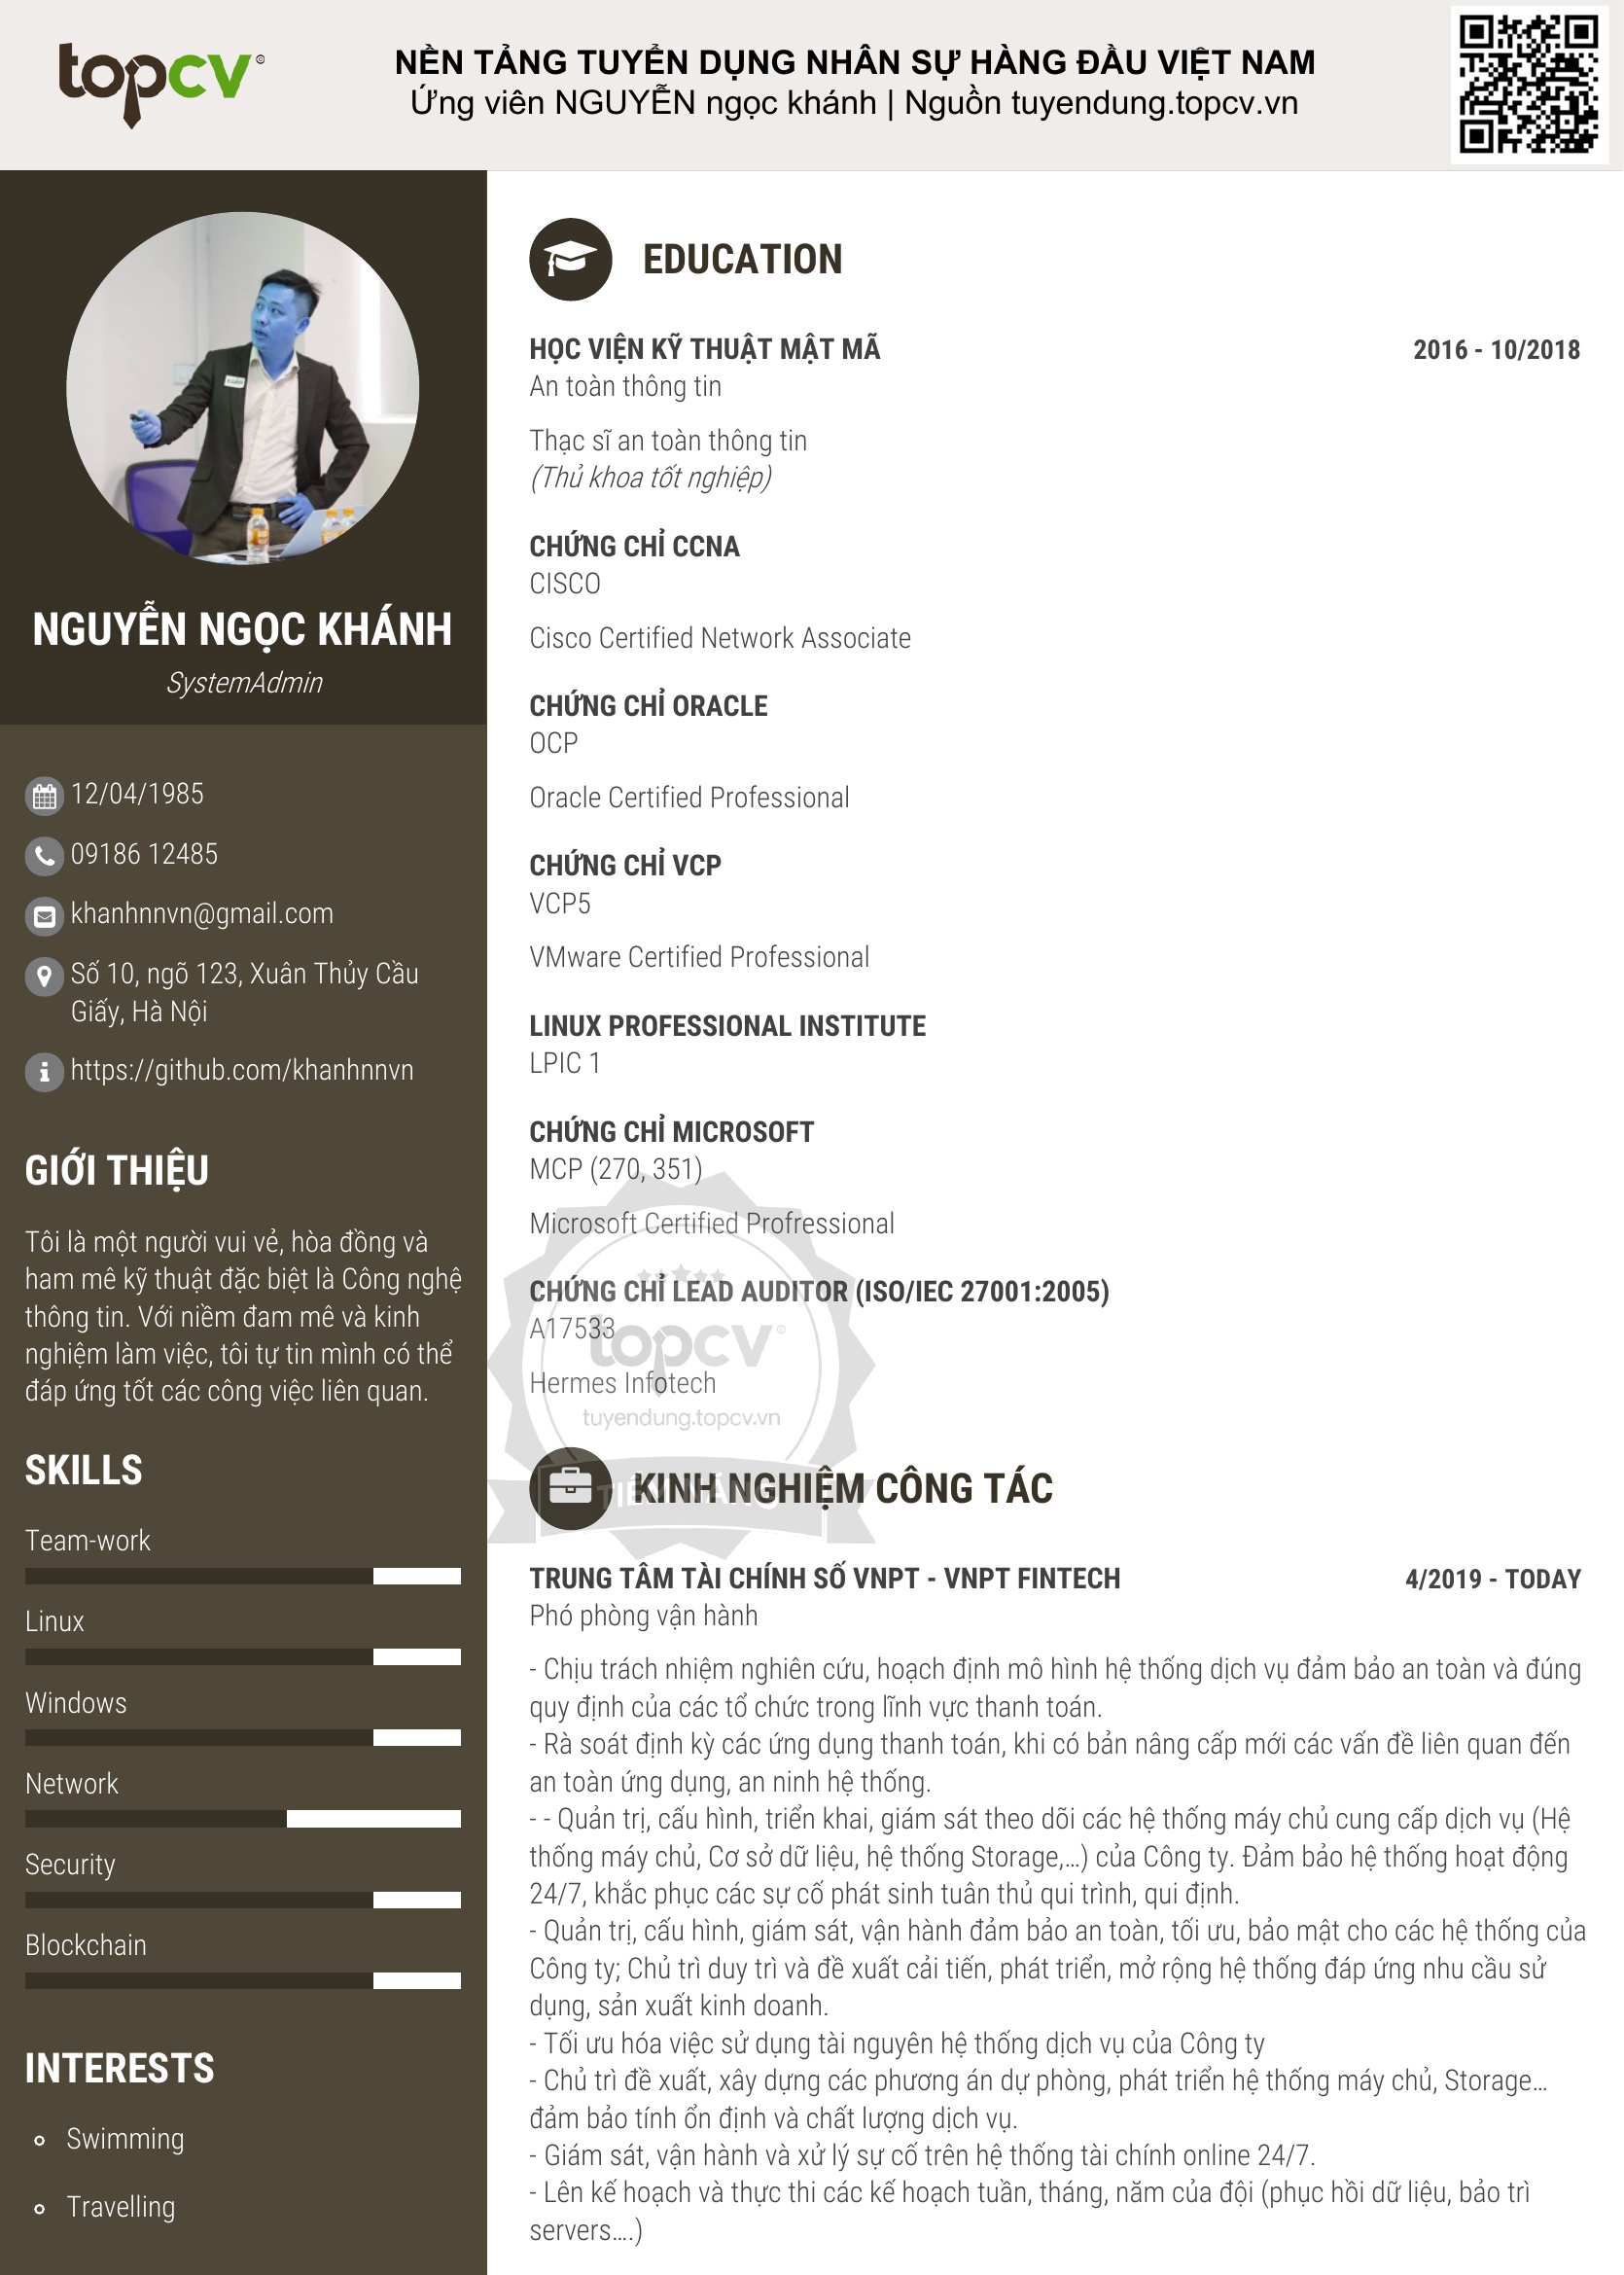 topcv
NỀN TẢNG TUYỂN DỤNG NHÂN SỰ HÀNG ĐẦU VIỆT NAM
Ứng viên NGUYỄN ngọc khánh | Nguồn tuyendung.topcv.vn
NGUYỄN NGỌC KHÁNH
SystemAdmin
12/04/1985
09186 12485
khanhnnvn@gmail.com
Số 10, ngõ 123, Xuân Thủy Cầu
Giấy, Hà Nội
https://github.com/khanhnnvn
GIỚI THIỆU
Tôi là một người vui vẻ, hòa đồng và
ham mê kỹ thuật đặc biệt là Công nghệ
thông tin. Với niềm đam mê và kinh
nghiệm làm việc, tôi tự tin mình có thể
đáp ứng tốt các công việc liên quan.
SKILLS
Team-work
Linux
Windows
Network
Security
Blockchain
INTERESTS
Swimming
Travelling
EDUCATION
HỌC VIỆN KỸ THUẬT MẬT MÃ 2016 - 10/2018
An toàn thông tin
Thạc sĩ an toàn thông tin
(Thủ khoa tốt nghiệp)
CHỨNG CHỈ CCNA
CISCO
Cisco Certified Network Associate
CHỨNG CHỈ ORACLE
OCP
Oracle Certified Professional
CHỨNG CHỈ VCP
VCP5
VMware Certified Professional
LINUX PROFESSIONAL INSTITUTE
LPIC 1
CHỨNG CHỈ MICROSOFT
MCP (270, 351)
Microsoft Certified Profressional
CHỨNG CHỈ LEAD AUDITOR (ISO/IEC 27001:2005)
A17533
topcv
Hermes Infotech
tuyendung.topcv.vn
KINH NGHIỆM CÔNG TÁC
TIỀM NĂNG
TRUNG TÂM TÀI CHÍNH SỐ VNPT - VNPT FINTECH 4/2019 - TODAY
Phó phòng vận hành
- Chịu trách nhiệm nghiên cứu, hoạch định mô hình hệ thống dịch vụ đảm bảo an toàn và đúng
quy định của các tổ chức trong lĩnh vực thanh toán.
- Rà soát định kỳ các ứng dụng thanh toán, khi có bản nâng cấp mới các vấn đề liên quan đến
an toàn ứng dụng, an ninh hệ thống.
- - Quản trị, cấu hình, triển khai, giám sát theo dõi các hệ thống máy chủ cung cấp dịch vụ (Hệ
thống máy chủ, Cơ sở dữ liệu, hệ thống Storage,...) của Công ty. Đảm bảo hệ thống hoạt động
24/7, khắc phục các sự cố phát sinh tuân thủ qui trình, qui định.
- Quản trị, cấu hình, giám sát, vận hành đảm bảo an toàn, tối ưu, bảo mật cho các hệ thống của
Công ty; Chủ trì duy trì và đề xuất cải tiến, phát triển, mở rộng hệ thống đáp ứng nhu cầu sử
dụng, sản xuất kinh doanh.
- Tối ưu hóa việc sử dụng tài nguyên hệ thống dịch vụ của Công ty
- Chủ trì đề xuất, xây dựng các phương án dự phòng, phát triển hệ thống máy chủ, Storage…
đảm bảo tính ổn định và chất lượng dịch vụ.
- Giám sát, vận hành và xử lý sự cố trên hệ thống tài chính online 24/7.
- Lên kế hoạch và thực thi các kế hoạch tuần, tháng, năm của đội (phục hồi dữ liệu, bảo trì
servers….)